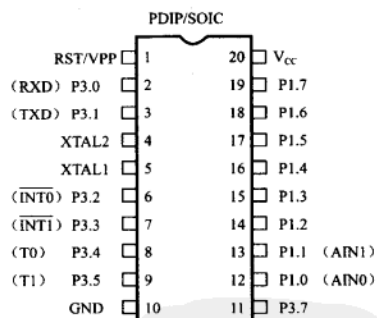 PDIP/SOIC
RST/VPP 1 20 Vcc
(RXD) P3.0 2 19 P1.7
(TXD) P3.1 3 18 P1.6
XTAL2 4 17 P1.5
XTAL1 5 16 P1.4
(INT0) P3.2 6 15 P1.3
(INT1) P3.3 7 14 P1.2
(T0) P3.4 8 13 P1.1 (AIN1)
(T1) P3.5 9 12 P1.0 (AIN0)
GND 10 11 P3.7